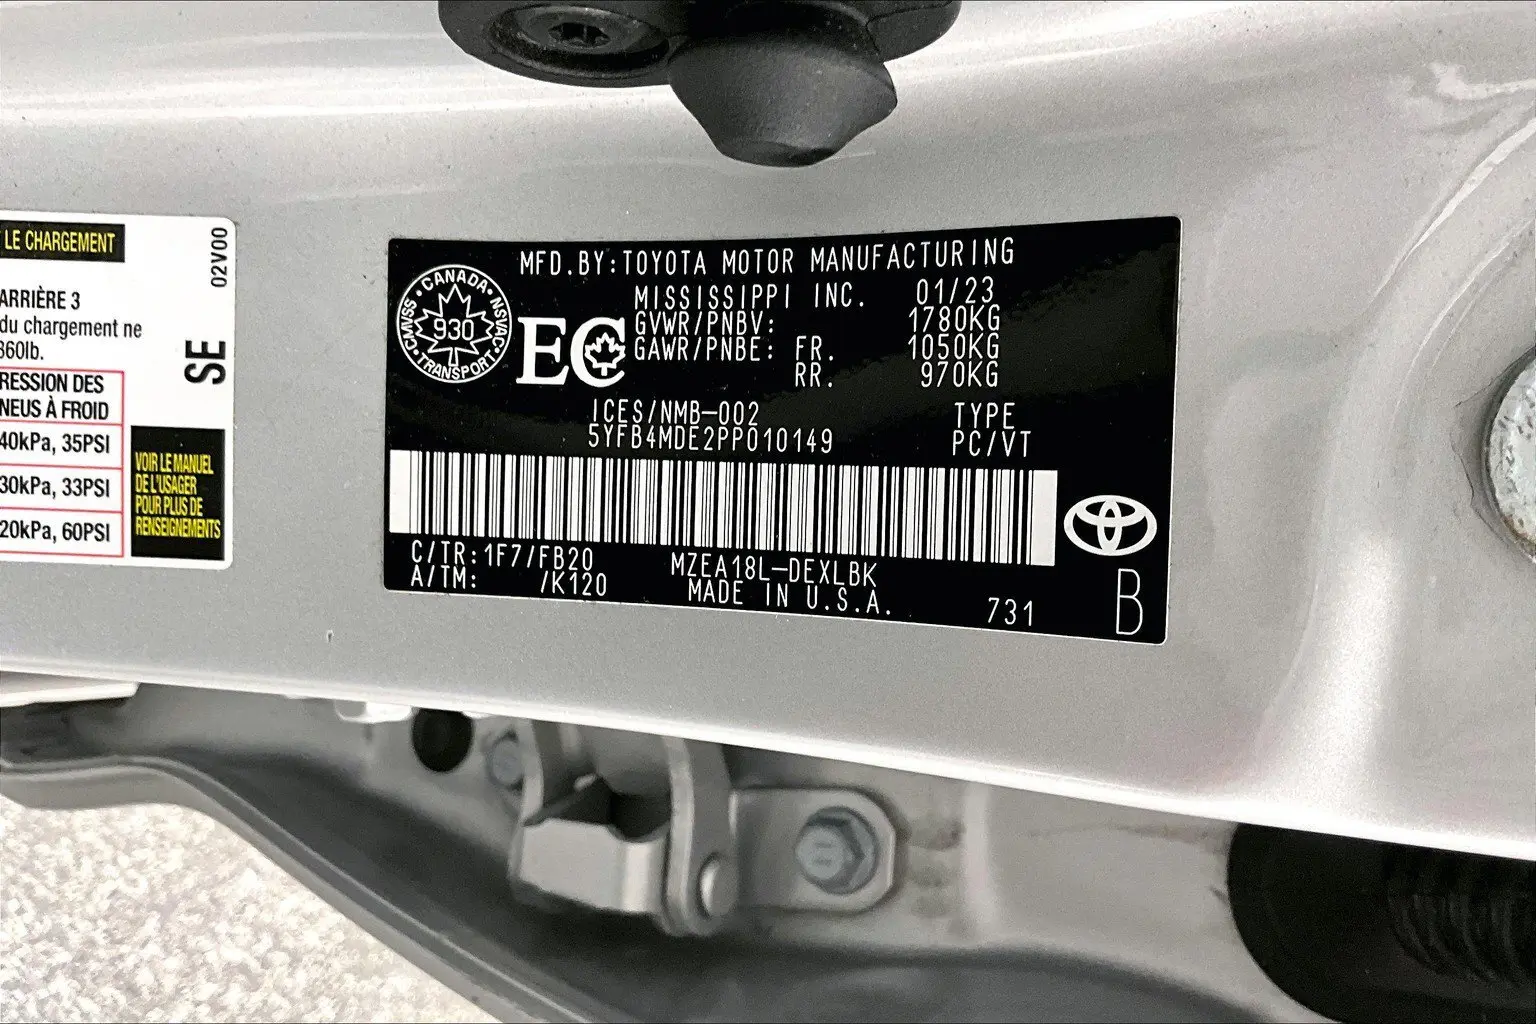 LE CHARGEMENT
ARRIÈRE 3
du chargement ne
360lb.
RESSION DES
NEUS À FROID
40kPa, 35PSI
30kPa, 33PSI
20kPa, 60PSI
02V00
SE
VOIR LE MANUEL
DE L'USAGER
POUR PLUS DE
RENSEIGNEMENTS
MFD.BY:TOYOTA MOTOR MANUFACTURING
MISSISSIPPI INC. 01/23
GVWR/PNBV: 1780KG
GAWR/PNBE: FR. 1050KG
RR. 970KG
CANADA
CMVSS 930 NSVAC
TRANSPORT
EC
ICES/NMB-002 TYPE
5YFB4MDE2PP010149 PC/VT
C/TR:1F7/FB20 MZEA18L-DEXLBK
A/TM: /K120 MADE IN U.S.A. 731
B